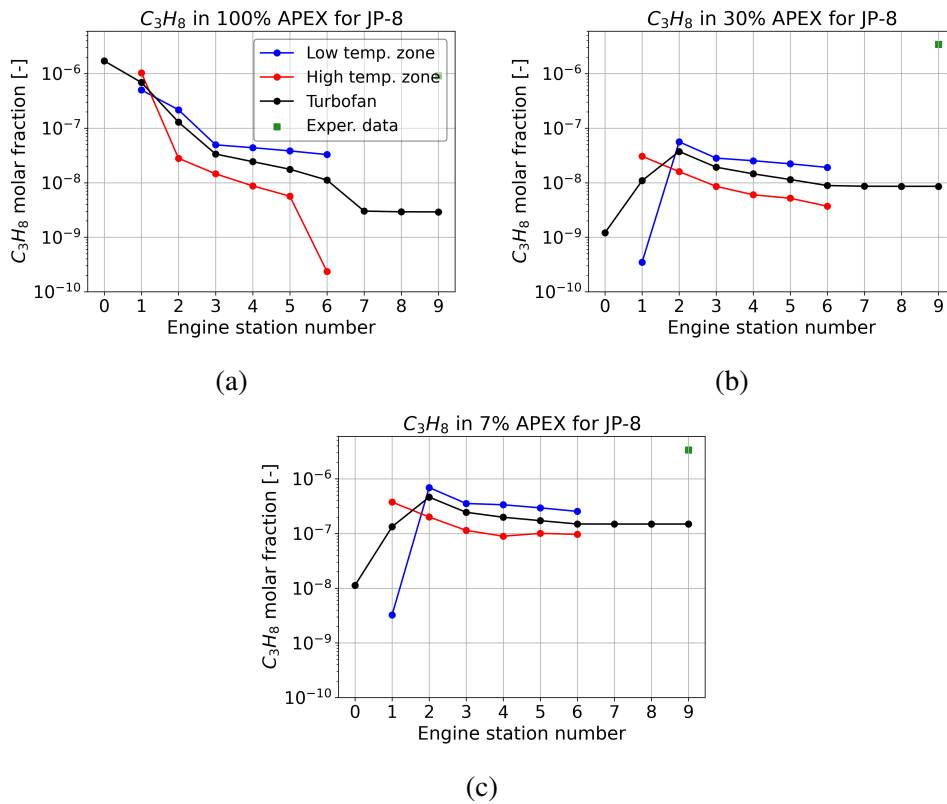 C₃H₈ in 100% APEX for JP-8
C₃H₈ molar fraction [-]
10⁻⁶
10⁻⁷
10⁻⁸
10⁻⁹
10⁻¹⁰
Low temp. zone
High temp. zone
Turbofan
Exper. data
0 1 2 3 4 5 6 7 8 9
Engine station number
(a)
C₃H₈ in 30% APEX for JP-8
C₃H₈ molar fraction [-]
10⁻⁶
10⁻⁷
10⁻⁸
10⁻⁹
10⁻¹⁰
0 1 2 3 4 5 6 7 8 9
Engine station number
(b)
C₃H₈ in 7% APEX for JP-8
C₃H₈ molar fraction [-]
10⁻⁶
10⁻⁷
10⁻⁸
10⁻⁹
10⁻¹⁰
0 1 2 3 4 5 6 7 8 9
Engine station number
(c)